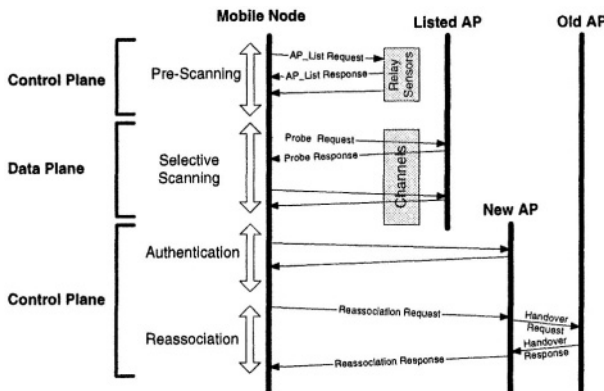 Mobile Node
Listed AP
Old AP
Control Plane
Pre-Scanning
AP_List Request
AP_List Response
Relay
Sensors
Data Plane
Selective
Scanning
Probe Request
Probe Response
Channels
New AP
Control Plane
Authentication
Reassociation
Reassociation Request
Handover
Request
Handover
Response
Reassociation Response